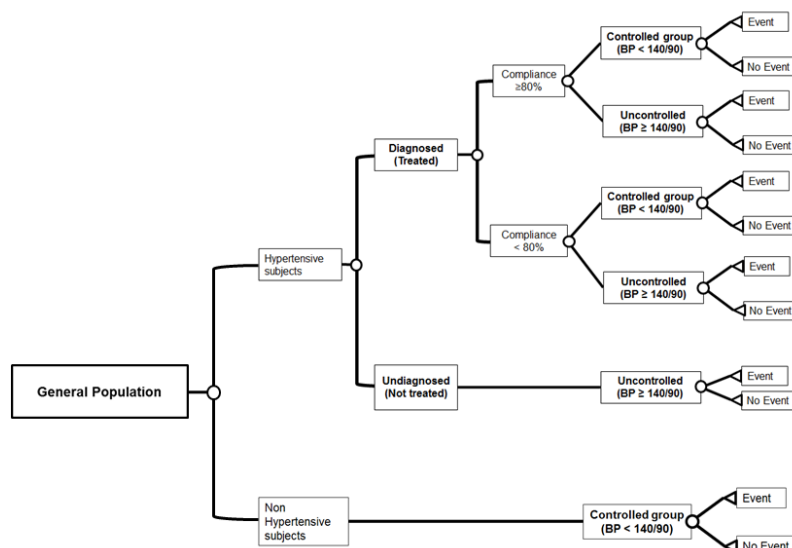 Controlled group
(BP < 140/90)
Event
No Event
Compliance
≥80%
Uncontrolled
(BP ≥ 140/90)
Event
No Event
Diagnosed
(Treated)
Controlled group
(BP < 140/90)
Event
No Event
Compliance
< 80%
Hypertensive
subjects
Uncontrolled
(BP ≥ 140/90)
Event
No Event
General Population
Undiagnosed
(Not treated)
Uncontrolled
(BP ≥ 140/90)
Event
No Event
Non
Hypertensive
subjects
Controlled group
(BP < 140/90)
Event
No Event